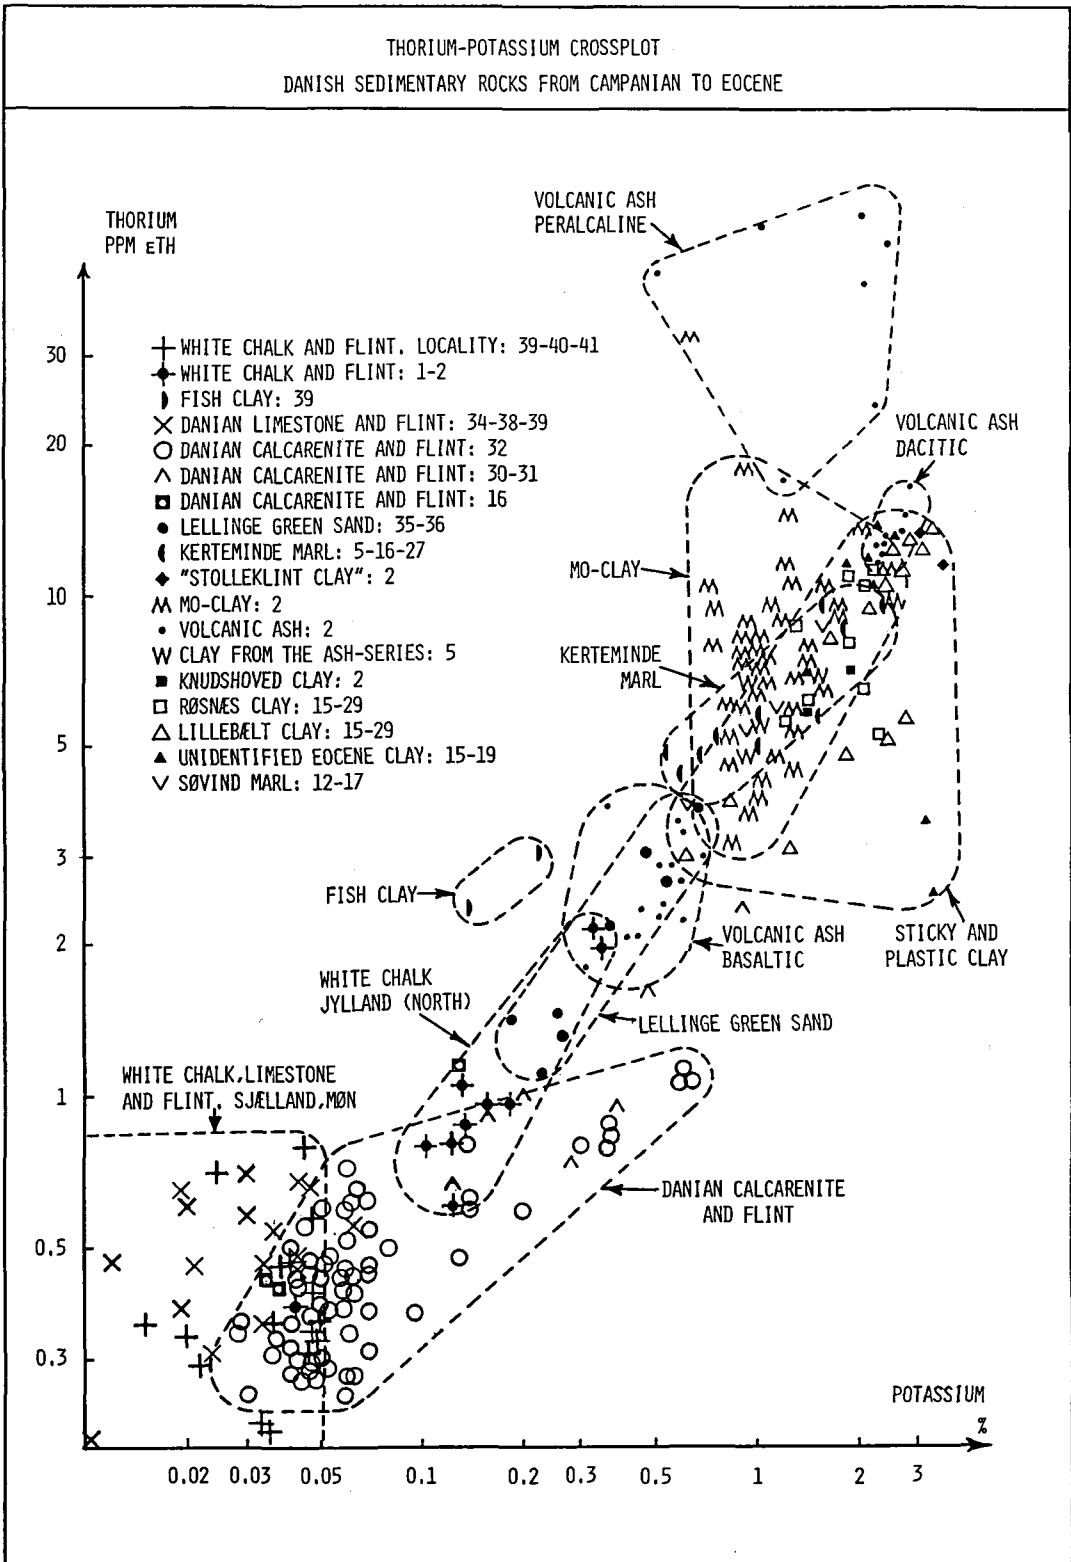 THORIUM-POTASSIUM CROSSPLOT
DANISH SEDIMENTARY ROCKS FROM CAMPANIAN TO EOCENE
THORIUM
PPM eTH
VOLCANIC ASH
PERALCALINE
WHITE CHALK AND FLINT. LOCALITY: 39-40-41
WHITE CHALK AND FLINT: 1-2
FISH CLAY: 39
DANIAN LIMESTONE AND FLINT: 34-38-39
DANIAN CALCARENITE AND FLINT: 32
DANIAN CALCARENITE AND FLINT: 30-31
DANIAN CALCARENITE AND FLINT: 16
LELLINGE GREEN SAND: 35-36
KERTEMINDE MARL: 5-16-27
"STOLLEKLINT CLAY": 2
MO-CLAY: 2
VOLCANIC ASH: 2
CLAY FROM THE ASH-SERIES: 5
KNUDSHOVED CLAY: 2
RØSNÆS CLAY: 15-29
LILLEBÆLT CLAY: 15-29
UNIDENTIFIED EOCENE CLAY: 15-19
SØVIND MARL: 12-17
VOLCANIC ASH
DACITIC
MO-CLAY
KERTEMINDE
MARL
FISH CLAY
VOLCANIC ASH
BASALTIC
STICKY AND
PLASTIC CLAY
WHITE CHALK
JYLLAND (NORTH)
LELLINGE GREEN SAND
WHITE CHALK, LIMESTONE
AND FLINT, SJÆLLAND, MØN
DANIAN CALCARENITE
AND FLINT
30
20
10
5
3
2
1
0.5
0.3
POTASSIUM
%
0.02 0.03 0.05 0.1 0.2 0.3 0.5 1 2 3